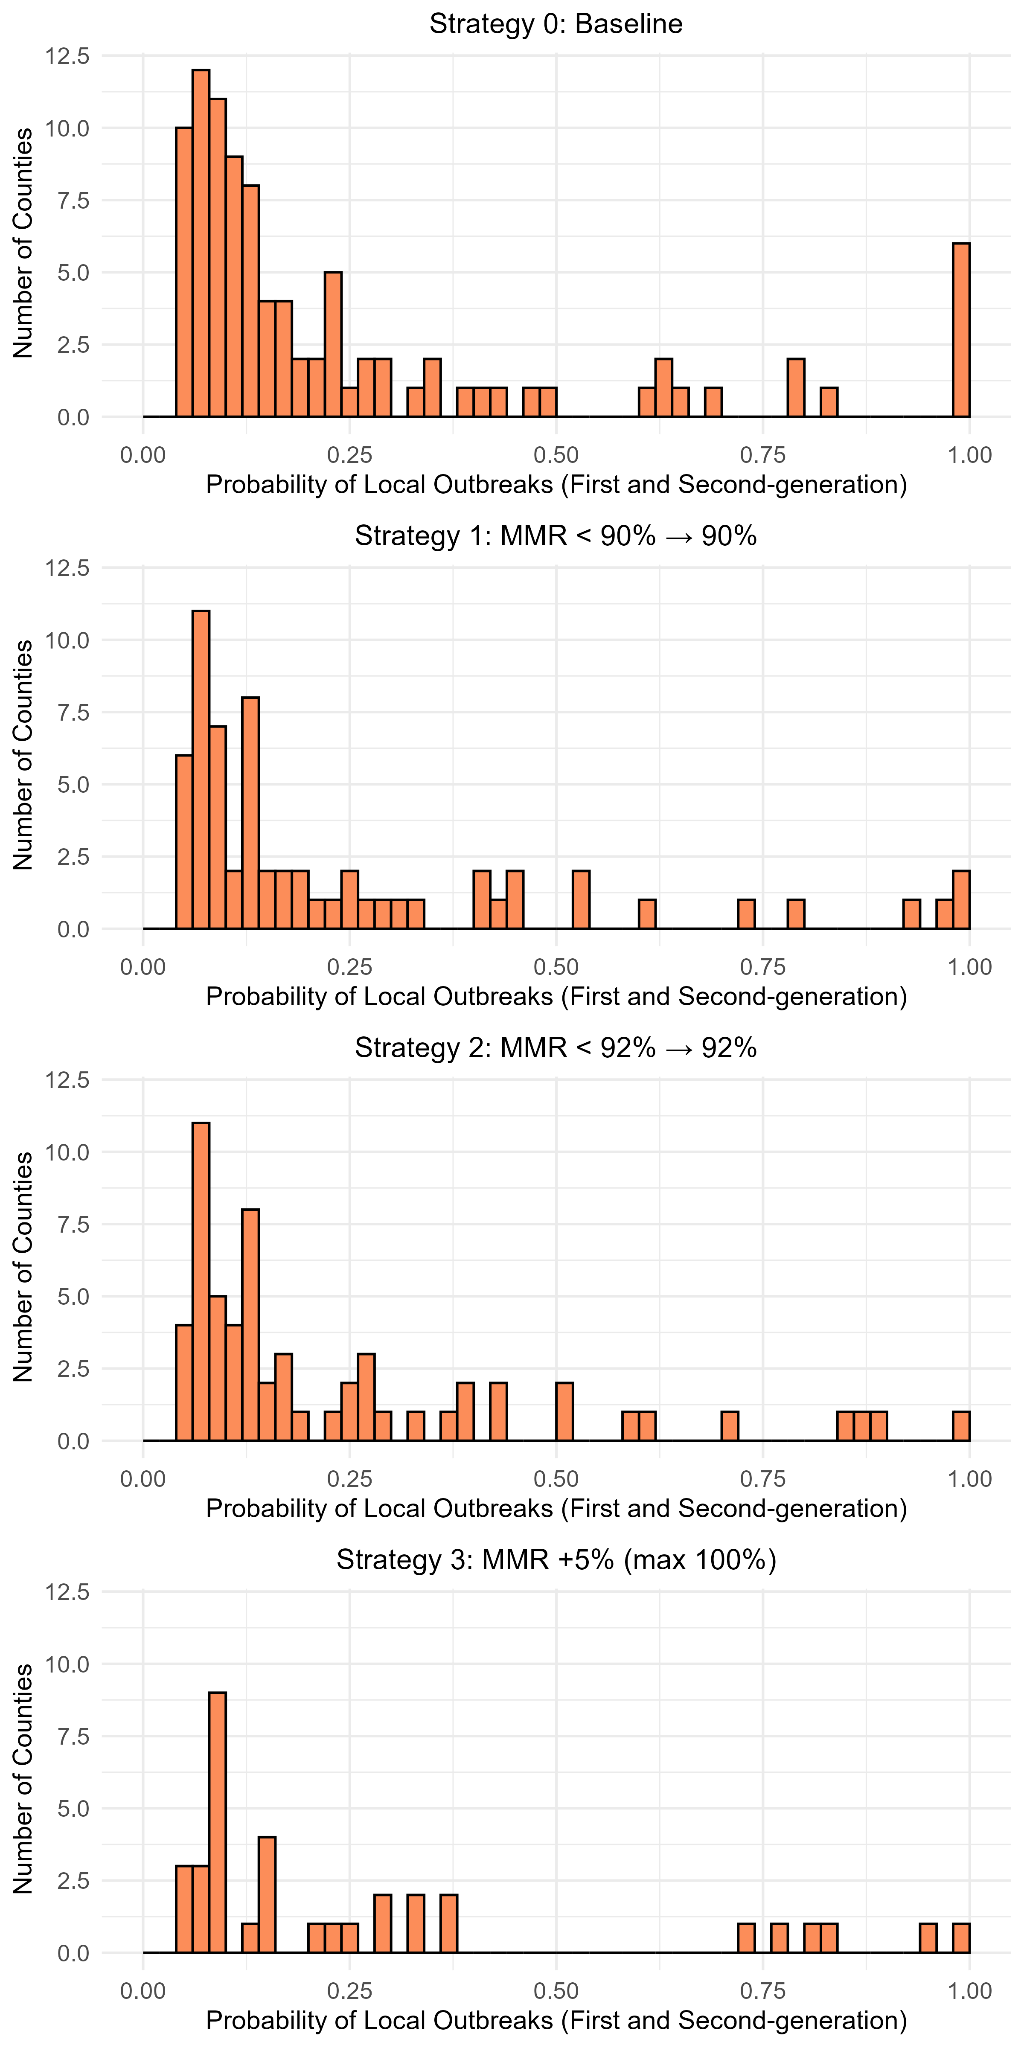 Strategy 0: Baseline
12.5
10.0
7.5
5.0
2.5
0.0
Number of Counties
0.00 0.25 0.50 0.75 1.00
Probability of Local Outbreaks (First and Second-generation)
Strategy 1: MMR < 90% → 90%
12.5
10.0
7.5
5.0
2.5
0.0
Number of Counties
0.00 0.25 0.50 0.75 1.00
Probability of Local Outbreaks (First and Second-generation)
Strategy 2: MMR < 92% → 92%
12.5
10.0
7.5
5.0
2.5
0.0
Number of Counties
0.00 0.25 0.50 0.75 1.00
Probability of Local Outbreaks (First and Second-generation)
Strategy 3: MMR +5% (max 100%)
12.5
10.0
7.5
5.0
2.5
0.0
Number of Counties
0.00 0.25 0.50 0.75 1.00
Probability of Local Outbreaks (First and Second-generation)